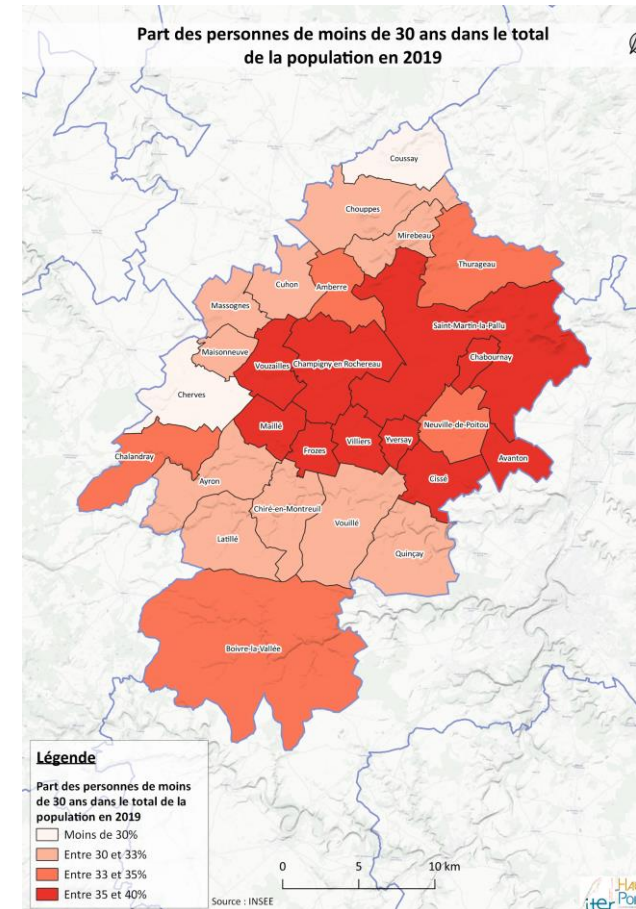 Part des personnes de moins de 30 ans dans le total
de la population en 2019
Coussay
Chouppes
Mirebeau
Thurageau
Cuhon
Amberre
Massognes
Saint-Martin-la-Pallu
Maisonneuve
Vouzailles
Champigny en Rochereau
Chabournay
Cherves
Maillé
Neuville-de-Poitou
Frozes
Villiers
Yversay
Chalandray
Avanton
Cissé
Ayron
Chiré-en-Montreuil
Vouillé
Latillé
Quinçay
Boivre-la-Vallée
Légende
Part des personnes de moins
de 30 ans dans le total de la
population en 2019
Moins de 30%
Entre 30 et 33%
Entre 33 et 35%
Entre 35 et 40%
0 5 10 km
Source : INSEE
iter